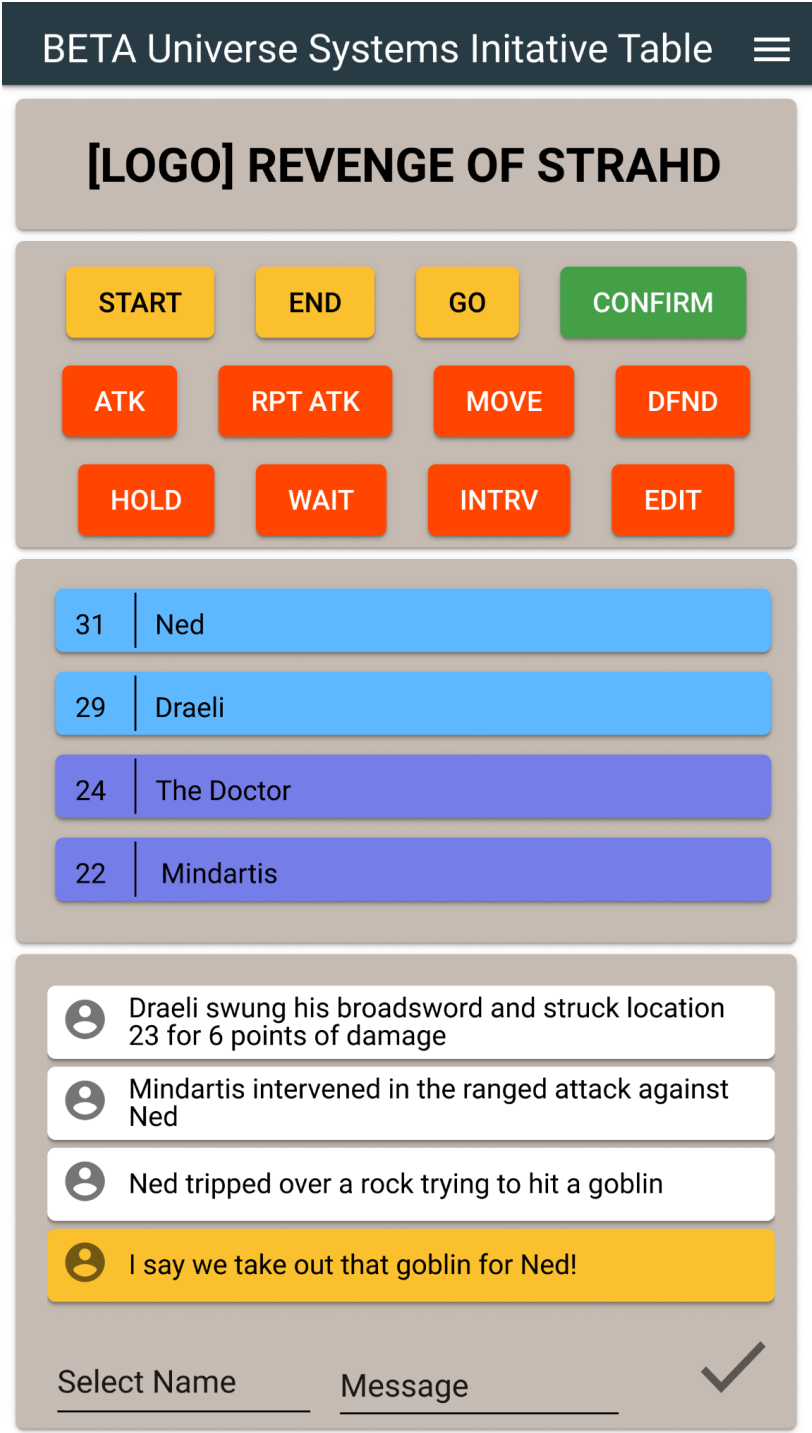 BETA Universe Systems Initative Table
[LOGO] REVENGE OF STRAHD
START END GO CONFIRM
ATK RPT ATK MOVE DFND
HOLD WAIT INTRV EDIT
31 Ned
29 Draeli
24 The Doctor
22 Mindartis
Draeli swung his broadsword and struck location
23 for 6 points of damage
Mindartis intervened in the ranged attack against
Ned
Ned tripped over a rock trying to hit a goblin
I say we take out that goblin for Ned!
Select Name Message